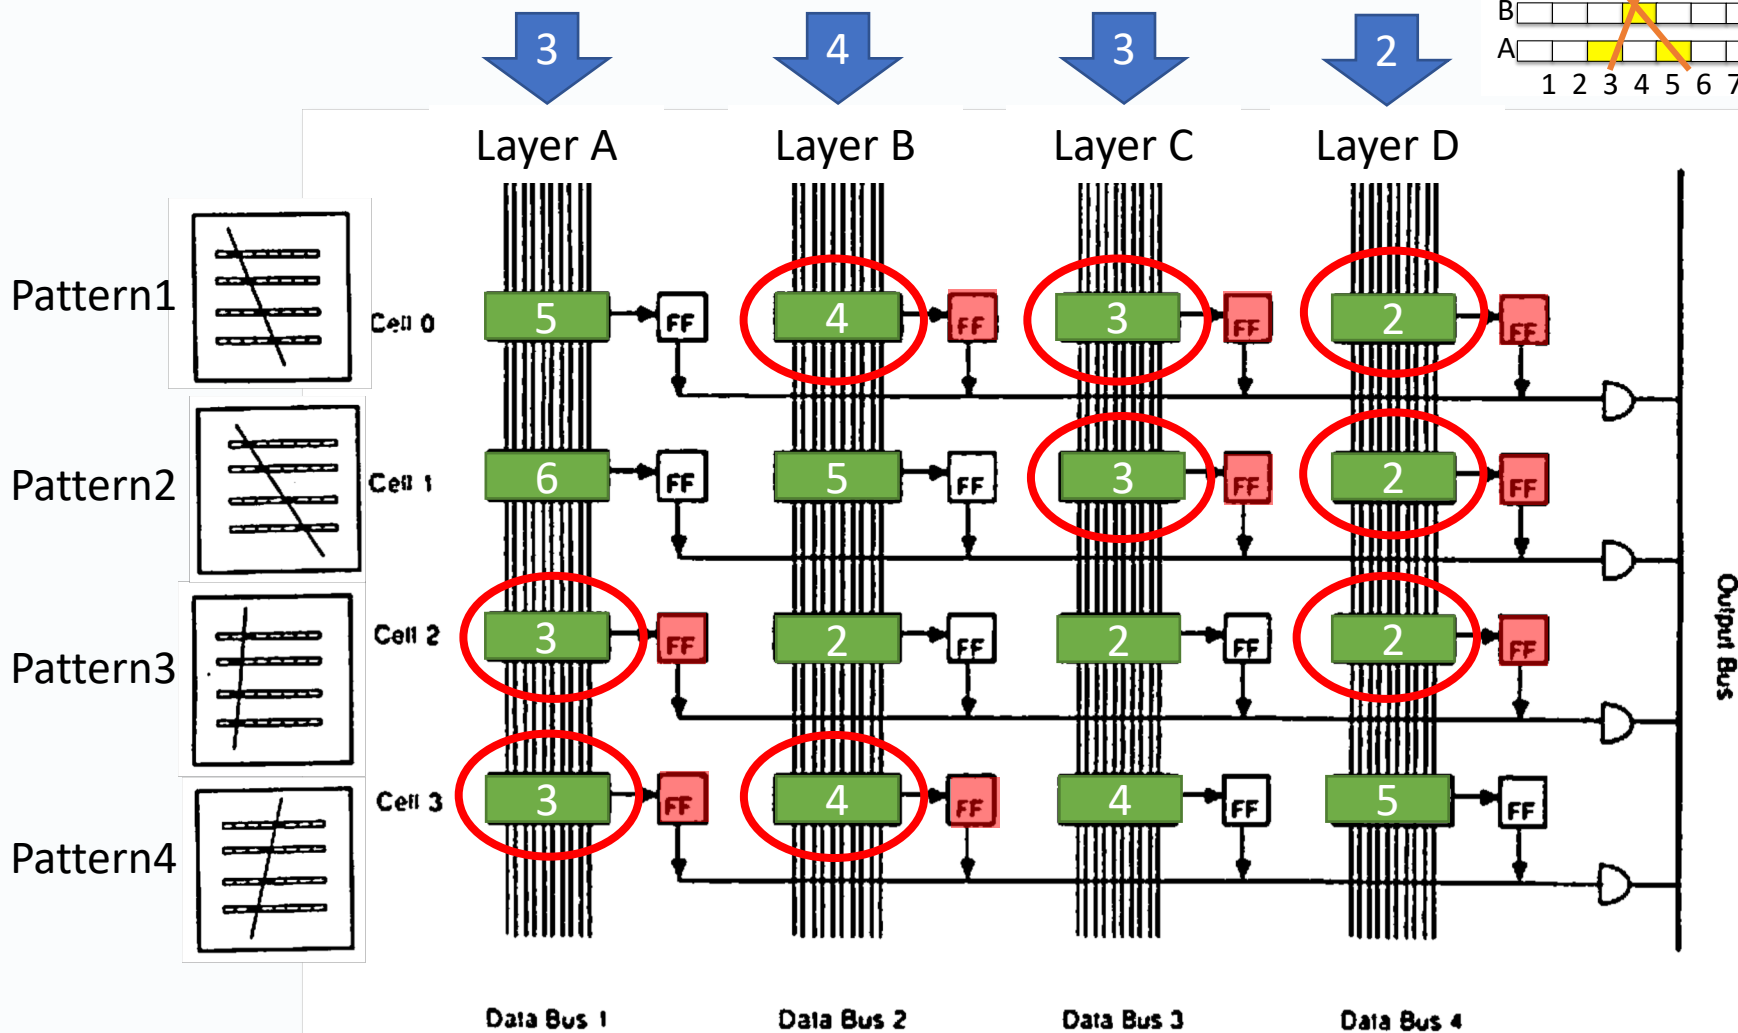 3 4 3 2
B
A
1 2 3 4 5 6 7
Layer A Layer B Layer C Layer D
Pattern1 Cell 0 5 FF 4 FF 3 FF 2 FF
Pattern2 Cell 1 6 FF 5 FF 3 FF 2 FF
Pattern3 Cell 2 3 FF 2 FF 2 FF 2 FF
Pattern4 Cell 3 3 FF 4 FF 4 FF 5 FF
Output Bus
Data Bus 1 Data Bus 2 Data Bus 3 Data Bus 4